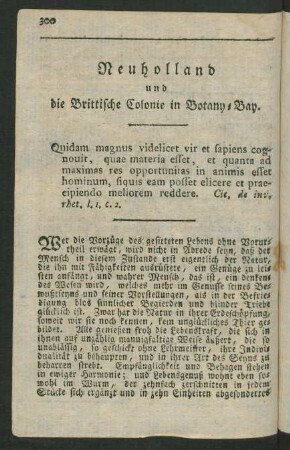 300
Neuholland
und
die Brittische Colonie in Botany-Bay.
Quidam magnus videlicet vir et sapiens cog-
nouit, quae materia esset, et quanta ad
maximas res opportunitas in animis esset
hominum, siquis eam posset elicere et prae-
cipiendo meliorem reddere. Cic. de inv.
rhet. l. 1. c. 2.
Wer die Vorzüge des gesitteten Lebens ohne Vorur-
theil erwägt, wird nicht in Abrede seyn, daß der
Mensch in diesem Zustande erst eigentlich der Natur,
die ihn mit Fähigkeiten ausrüstete, ein Genüge zu lei-
sten anfängt, und wahrer Mensch, das ist, ein denken-
des Wesen wird, welches mehr im Genusse seines Be-
wußtseyns und seiner Vorstellungen, als in der Befrie-
digung blos sinnlicher Begierden und blinder Triebe
glücklich ist. Zwar hat die Natur in ihrer Erdschöpfung,
soweit wir sie noch kennen, kein unglückliches Thier ge-
bildet. Alle genießen froh die Lebenskraft, die sich in
ihnen auf unzählig mannigfaltige Weise äußert, die so
unablässig, so geschickt ohne Lehrmeister, ihre Indivi-
dualität zu behaupten, und in ihrer Art des Seyns zu
beharren strebt. Empfänglichkeit und Behagen stehen
in ewiger Harmonie; und Lebensgenuß wohnt eben so-
wohl im Wurm, der zehnfach zerschnitten in jedem
Stücke sich ergänzt und in zehn Einheiten abgesondertes